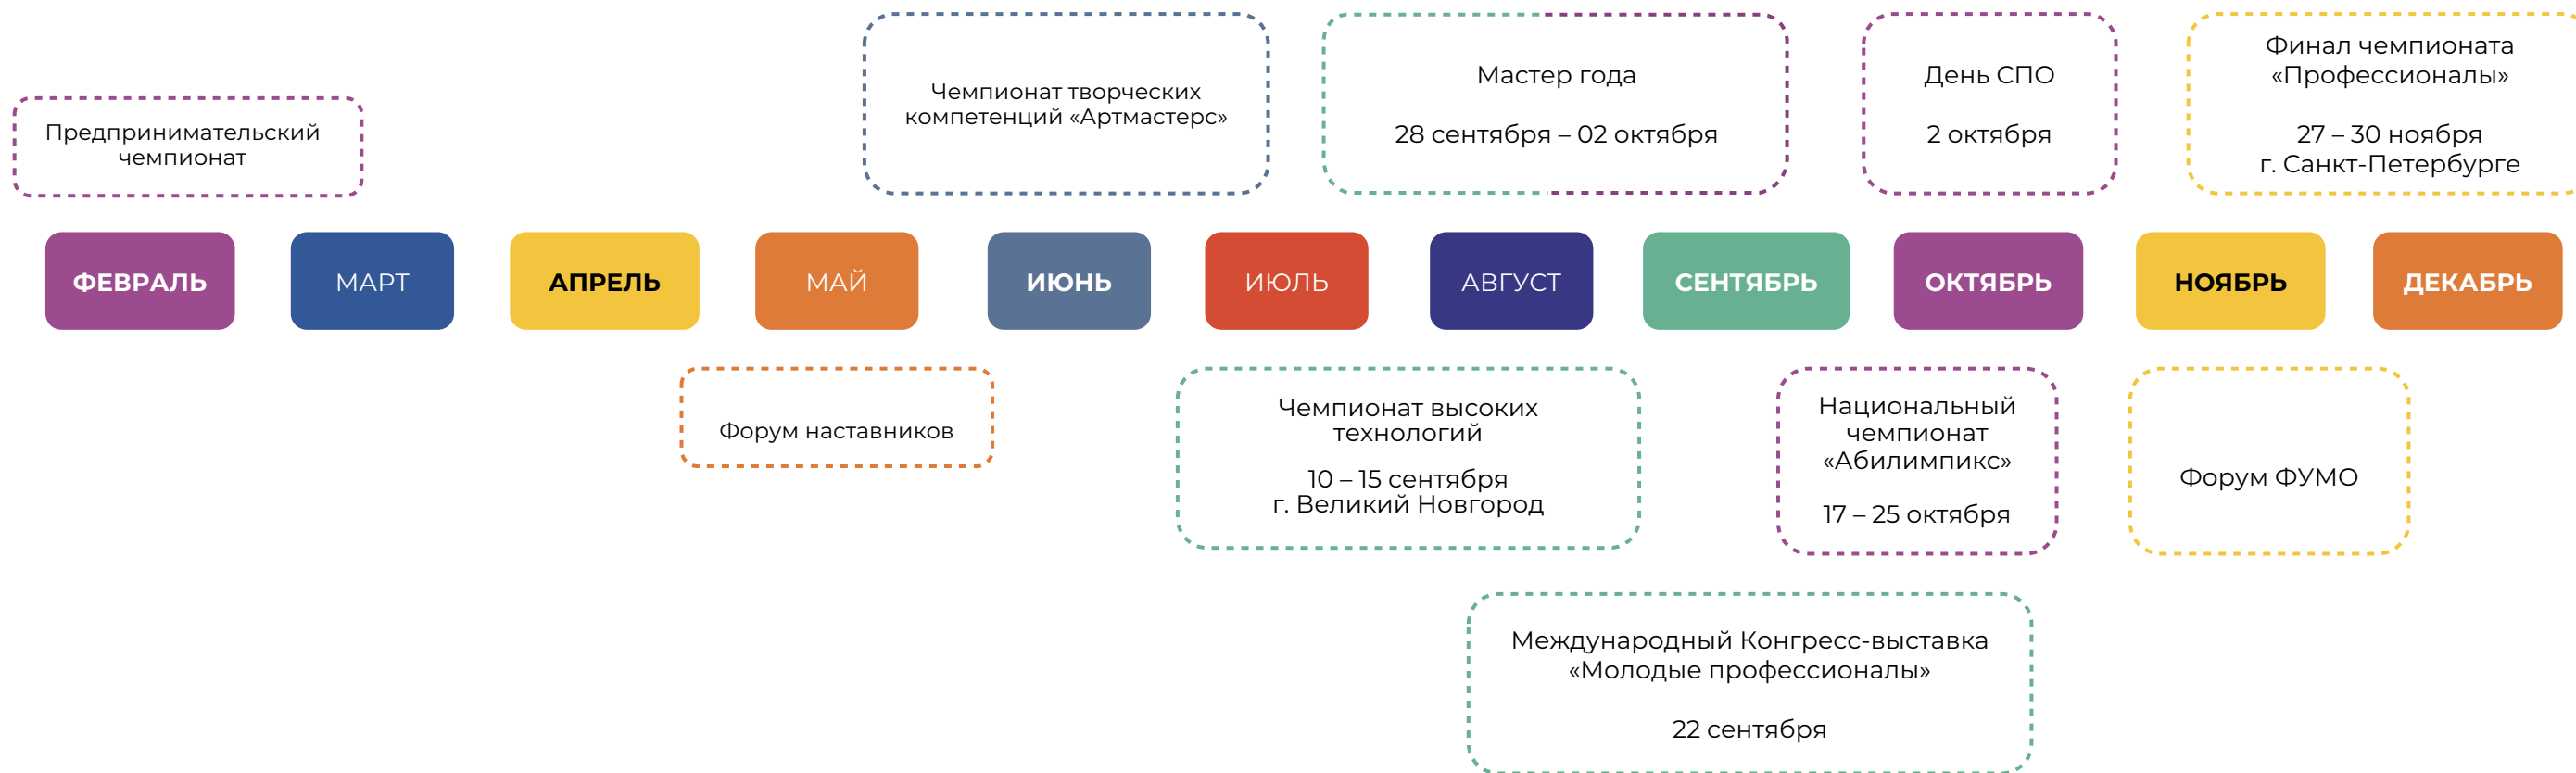 Предпринимательский
чемпионат
Чемпионат творческих
компетенций «Артмастерс»
Мастер года
28 сентября – 02 октября
День СПО
2 октября
Финал чемпионата
«Профессионалы»
27 – 30 ноября
г. Санкт-Петербурге
ФЕВРАЛЬ
МАРТ
АПРЕЛЬ
МАЙ
ИЮНЬ
ИЮЛЬ
АВГУСТ
СЕНТЯБРЬ
ОКТЯБРЬ
НОЯБРЬ
ДЕКАБРЬ
Форум наставников
Чемпионат высоких
технологий
10 – 15 сентября
г. Великий Новгород
Национальный
чемпионат
«Абилимпикс»
17 – 25 октября
Форум ФУМО
Международный Конгресс-выставка
«Молодые профессионалы»
22 сентября